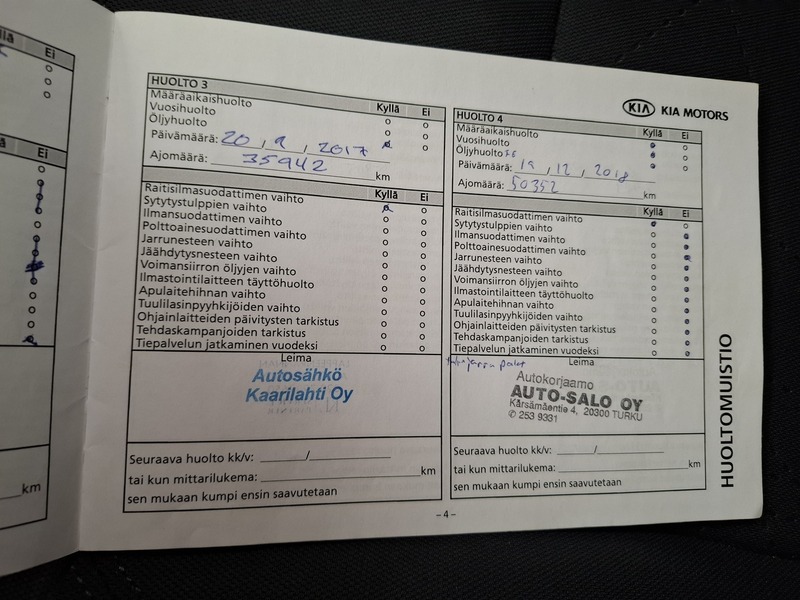 llä Ei
Ei
km
HUOLTO 3
Kyllä Ei
Määräaikaishuolto
Vuosihuolto
Öljyhuolto
Päivämäärä: 20, 9, 2017
Ajomäärä: 35942 km
Kyllä Ei
Raitisilmasuodattimen vaihto
Sytytystulppien vaihto
Ilmansuodattimen vaihto
Polttoainesuodattimen vaihto
Jarrunesteen vaihto
Jäähdytysnesteen vaihto
Voimansiirron öljyjen vaihto
Ilmastointilaitteen täyttöhuolto
Apulaitehihnan vaihto
Tuulilasinpyyhkijöiden vaihto
Ohjainlaitteiden päivitysten tarkistus
Tehdaskampanjoiden tarkistus
Tiepalvelun jatkaminen vuodeksi
Leima
Autosähkö
Kaarilahti Oy
Seuraava huolto kk/v: /
tai kun mittarilukema: km
sen mukaan kumpi ensin saavutetaan
KIA KIA MOTORS
HUOLTO 4
Kyllä Ei
Määräaikaishuolto
Vuosihuolto
Öljyhuolto
Päivämäärä: 19, 12, 2018
Ajomäärä: 50352 km
Kyllä Ei
Raitisilmasuodattimen vaihto
Sytytystulppien vaihto
Ilmansuodattimen vaihto
Polttoainesuodattimen vaihto
Jarrunesteen vaihto
Jäähdytysnesteen vaihto
Voimansiirron öljyjen vaihto
Ilmastointilaitteen täyttöhuolto
Apulaitehihnan vaihto
Tuulilasinpyyhkijöiden vaihto
Ohjainlaitteiden päivitysten tarkistus
Tehdaskampanjoiden tarkistus
Tiepalvelun jatkaminen vuodeksi
Leima
Autokorjaamo
AUTO-SALO OY
Kärsämäentie 4, 20300 TURKU
✆ 253 9331
Seuraava huolto kk/v: /
tai kun mittarilukema: km
sen mukaan kumpi ensin saavutetaan
HUOLTOMUISTIO
– 4 –